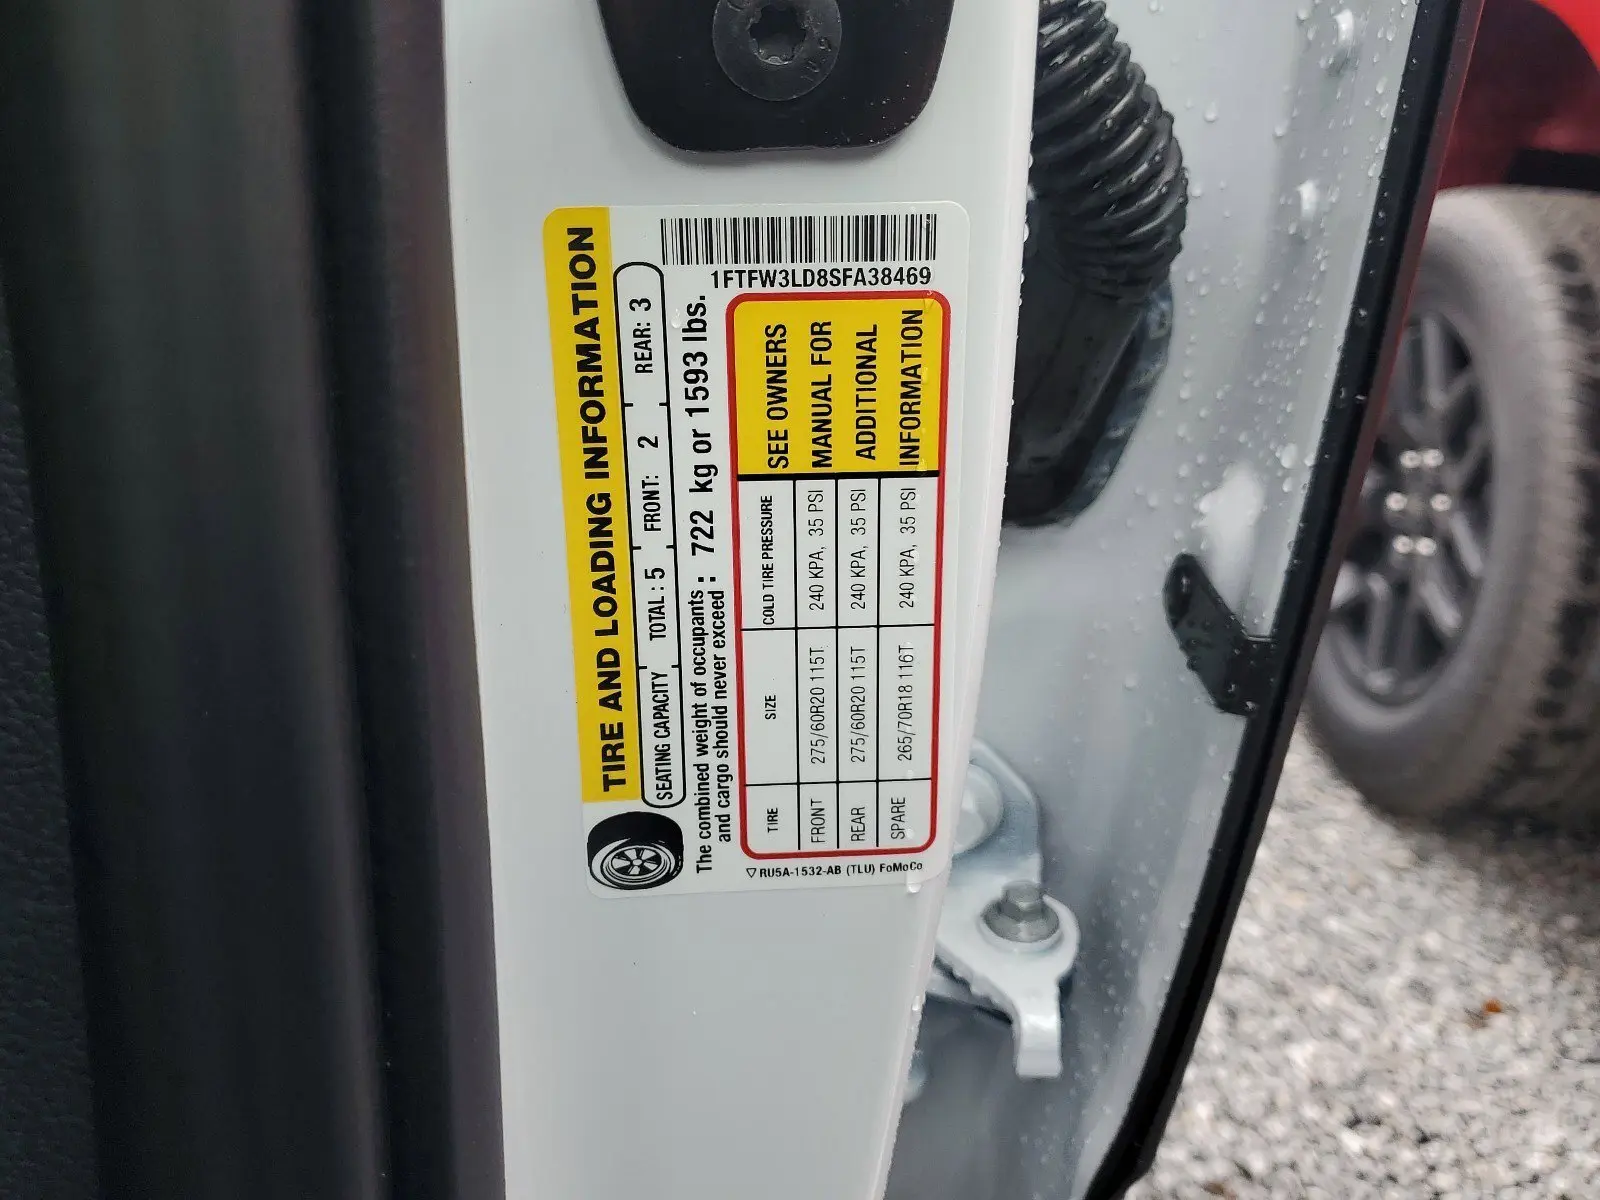 1FTFW3LD8SFA38469
TIRE AND LOADING INFORMATION
SEATING CAPACITY TOTAL : 5 FRONT: 2 REAR: 3
The combined weight of occupants
and cargo should never exceed : 722 kg or 1593 lbs.
TIRE SIZE COLD TIRE PRESSURE
FRONT 275/60R20 115T 240 KPA, 35 PSI
REAR 275/60R20 115T 240 KPA, 35 PSI
SPARE 265/70R18 116T 240 KPA, 35 PSI
SEE OWNERS
MANUAL FOR
ADDITIONAL
INFORMATION
RU5A-1532-AB (TLU) FoMoCo